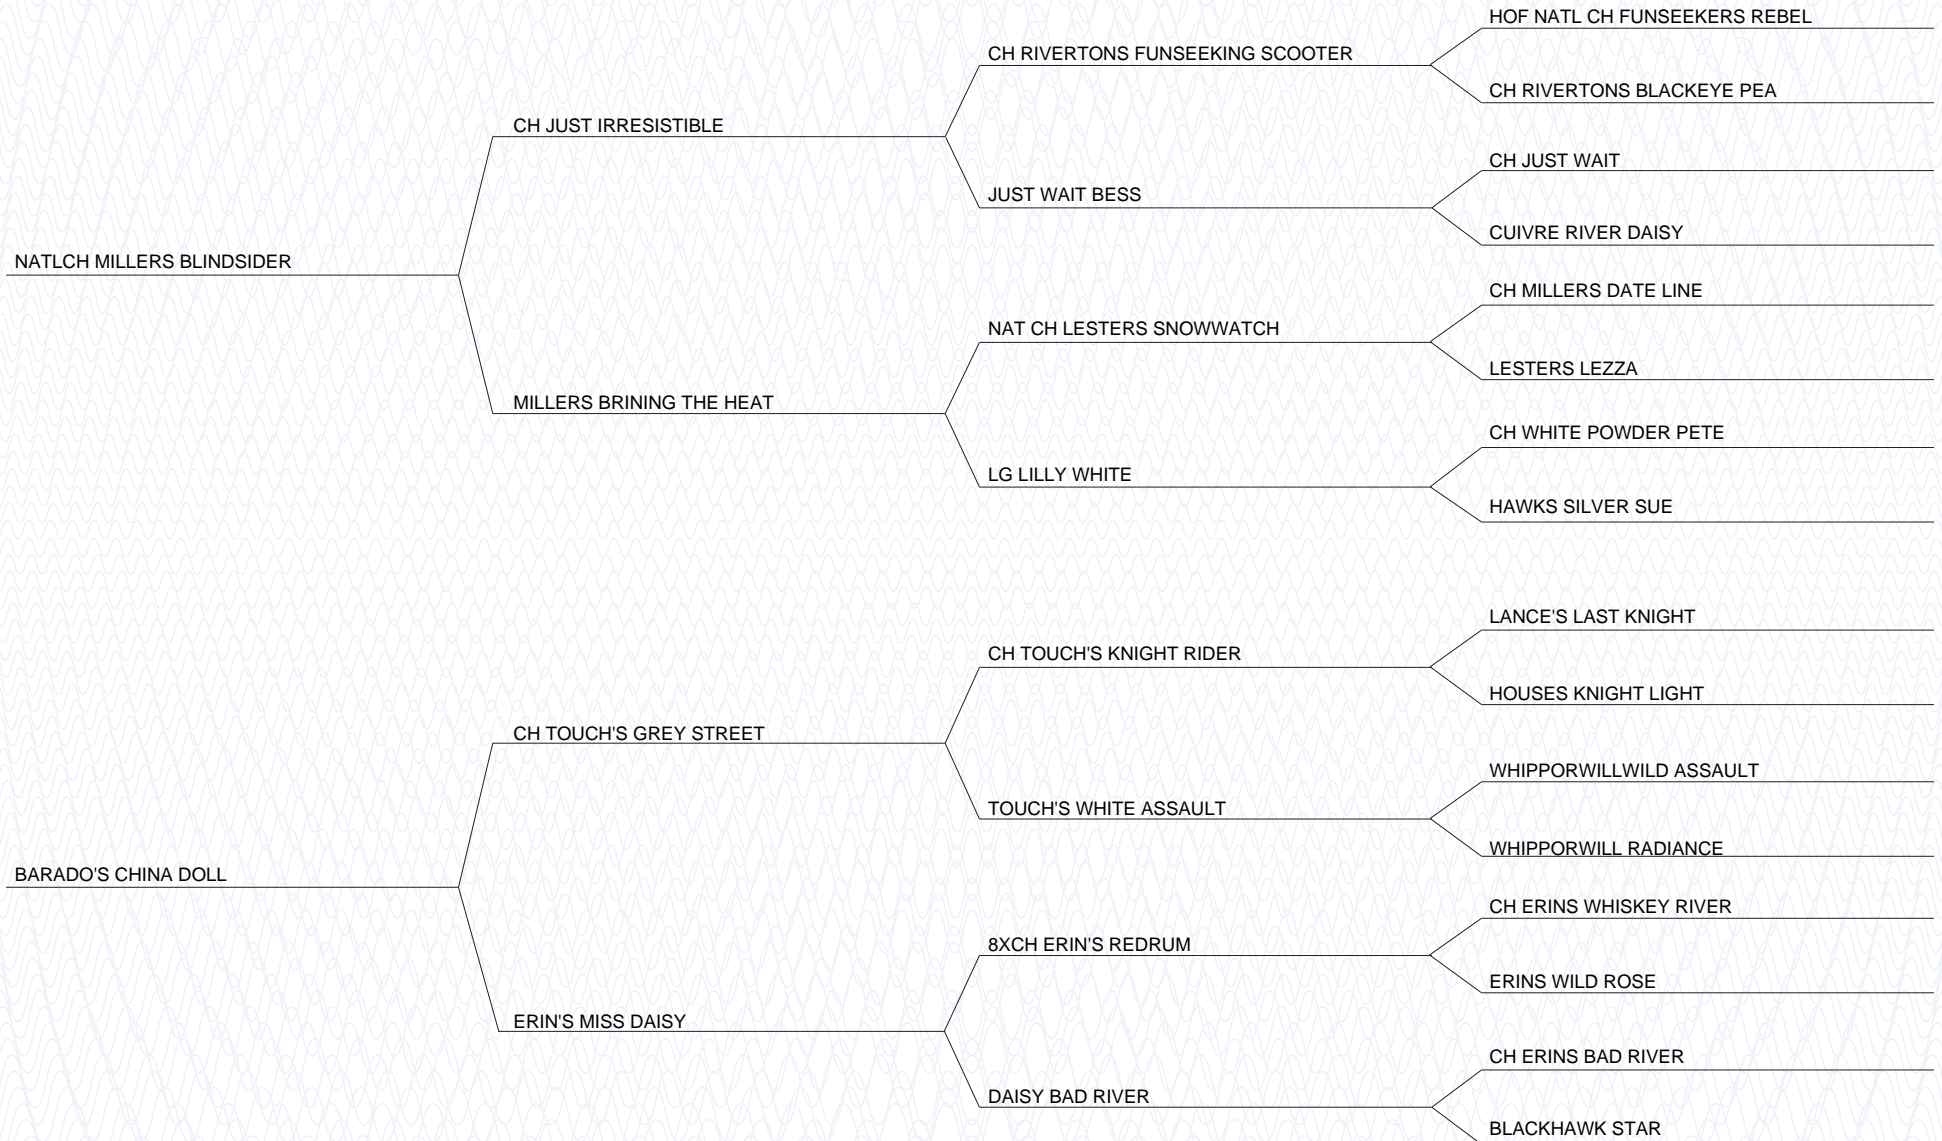 HOF NATL CH FUNSEEKERS REBEL
CH RIVERTONS FUNSEEKING SCOOTER
CH RIVERTONS BLACKEYE PEA
CH JUST IRRESISTIBLE
CH JUST WAIT
JUST WAIT BESS
CUIVRE RIVER DAISY
NATLCH MILLERS BLINDSIDER
CH MILLERS DATE LINE
NAT CH LESTERS SNOWWATCH
LESTERS LEZZA
MILLERS BRINING THE HEAT
CH WHITE POWDER PETE
LG LILLY WHITE
HAWKS SILVER SUE
LANCE'S LAST KNIGHT
CH TOUCH'S KNIGHT RIDER
HOUSES KNIGHT LIGHT
CH TOUCH'S GREY STREET
WHIPPORWILLWILD ASSAULT
TOUCH'S WHITE ASSAULT
WHIPPORWILL RADIANCE
BARADO'S CHINA DOLL
CH ERINS WHISKEY RIVER
8XCH ERIN'S REDRUM
ERINS WILD ROSE
ERIN'S MISS DAISY
CH ERINS BAD RIVER
DAISY BAD RIVER
BLACKHAWK STAR